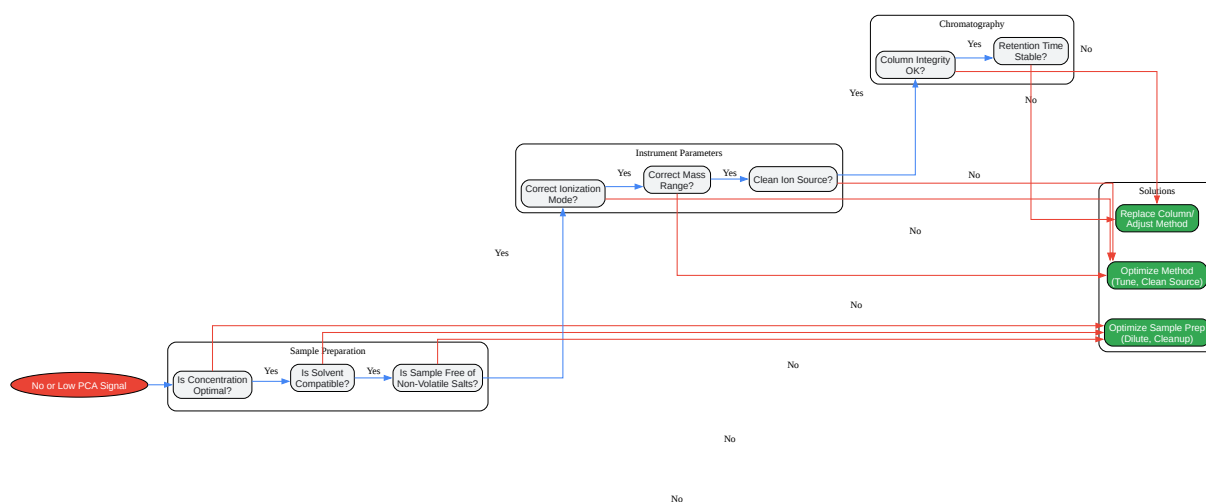 Chromatography
Column Integrity
OK?
Yes
Retention Time
Stable?
No
Yes
No
Instrument Parameters
Correct Ionization
Mode?
Yes
Correct Mass
Range?
Yes
Clean Ion Source?
No
Solutions
Replace Column/
Adjust Method
No
Yes
Optimize Method
(Tune, Clean Source)
No
Optimize Sample Prep
(Dilute, Cleanup)
Sample Preparation
No or Low PCA Signal
Is Concentration
Optimal?
Yes
Is Solvent
Compatible?
Yes
Is Sample Free of
Non-Volatile Salts?
No
No
No